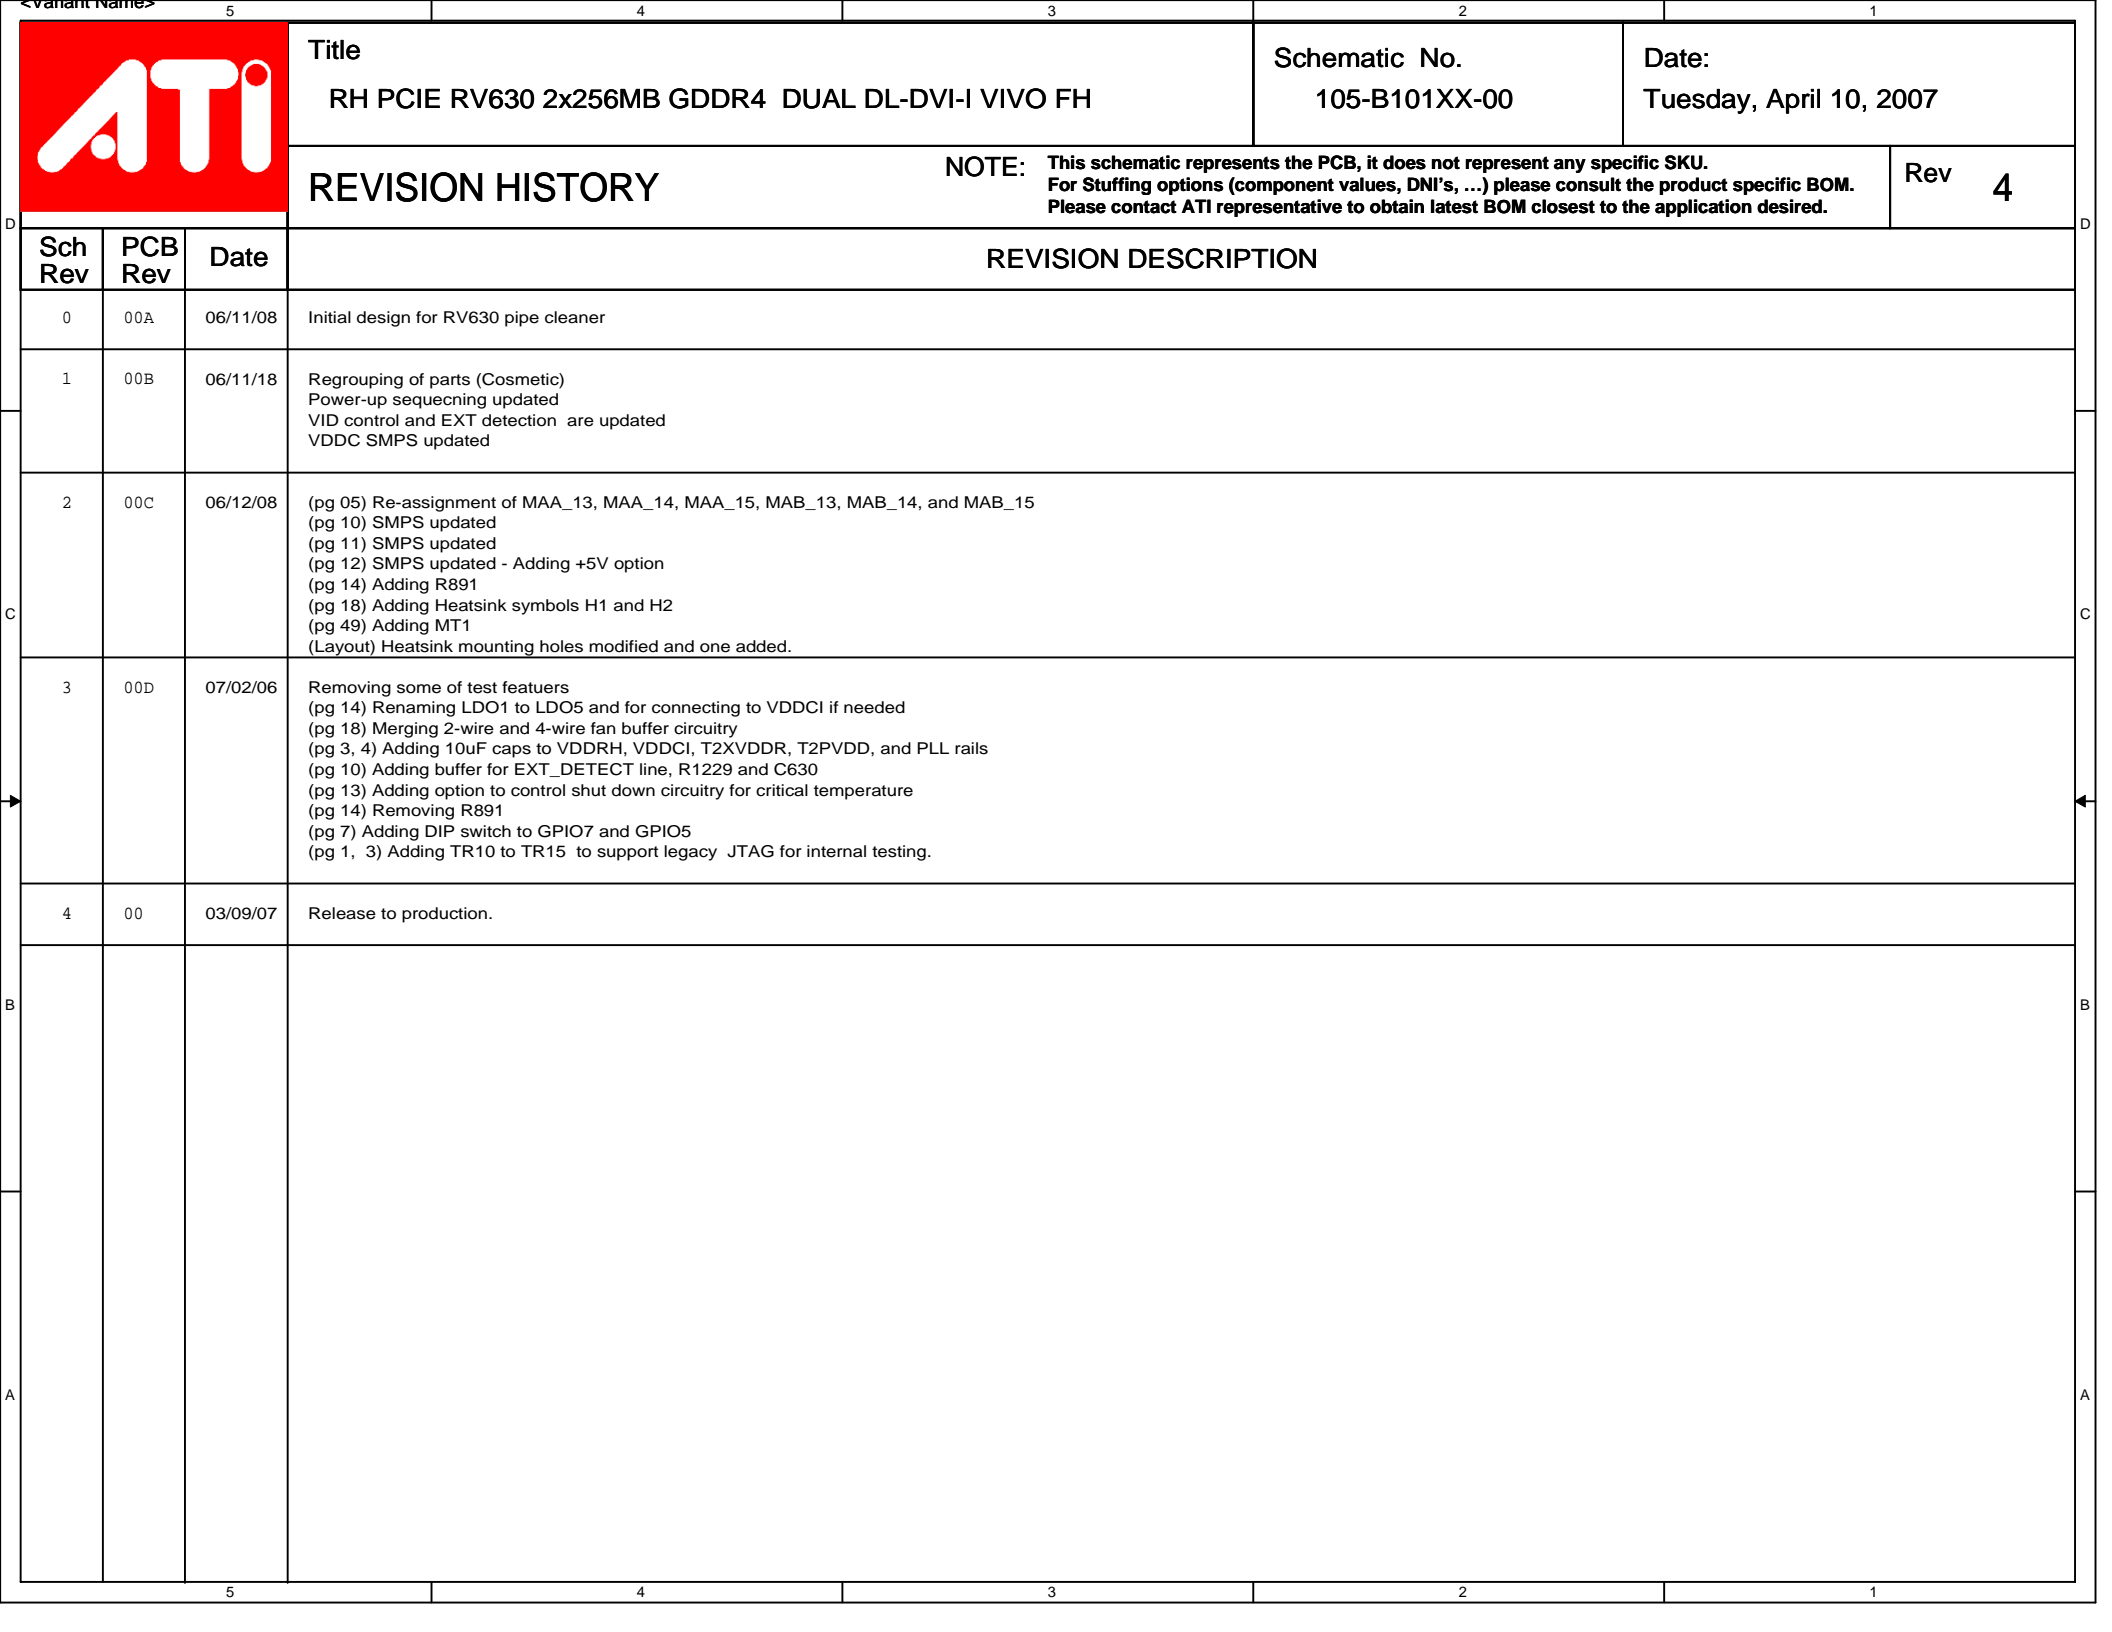 <Variant Name>
5 4 3 2 1
ATI
Title
RH PCIE RV630 2x256MB GDDR4  DUAL DL-DVI-I VIVO FH
Schematic  No.
105-B101XX-00
Date:
Tuesday, April 10, 2007
REVISION HISTORY
NOTE:
This schematic represents the PCB, it does not represent any specific SKU.
For Stuffing options (component values, DNI's, ...) please consult the product specific BOM.
Please contact ATI representative to obtain latest BOM closest to the application desired.
Rev 4
D D
Sch Rev
PCB Rev
Date
REVISION DESCRIPTION
0 00A 06/11/08 Initial design for RV630 pipe cleaner
1 00B 06/11/18 Regrouping of parts (Cosmetic)
Power-up sequecning updated
VID control and EXT detection  are updated
VDDC SMPS updated
2 00C 06/12/08 (pg 05) Re-assignment of MAA_13, MAA_14, MAA_15, MAB_13, MAB_14, and MAB_15
(pg 10) SMPS updated
(pg 11) SMPS updated
(pg 12) SMPS updated - Adding +5V option
(pg 14) Adding R891
(pg 18) Adding Heatsink symbols H1 and H2
C C
(pg 49) Adding MT1
(Layout) Heatsink mounting holes modified and one added.
3 00D 07/02/06 Removing some of test featuers
(pg 14) Renaming LDO1 to LDO5 and for connecting to VDDCI if needed
(pg 18) Merging 2-wire and 4-wire fan buffer circuitry
(pg 3, 4) Adding 10uF caps to VDDRH, VDDCI, T2XVDDR, T2PVDD, and PLL rails
(pg 10) Adding buffer for EXT_DETECT line, R1229 and C630
(pg 13) Adding option to control shut down circuitry for critical temperature
(pg 14) Removing R891
(pg 7) Adding DIP switch to GPIO7 and GPIO5
(pg 1,  3) Adding TR10 to TR15  to support legacy  JTAG for internal testing.
4 00 03/09/07 Release to production.
B B
A A
5 4 3 2 1